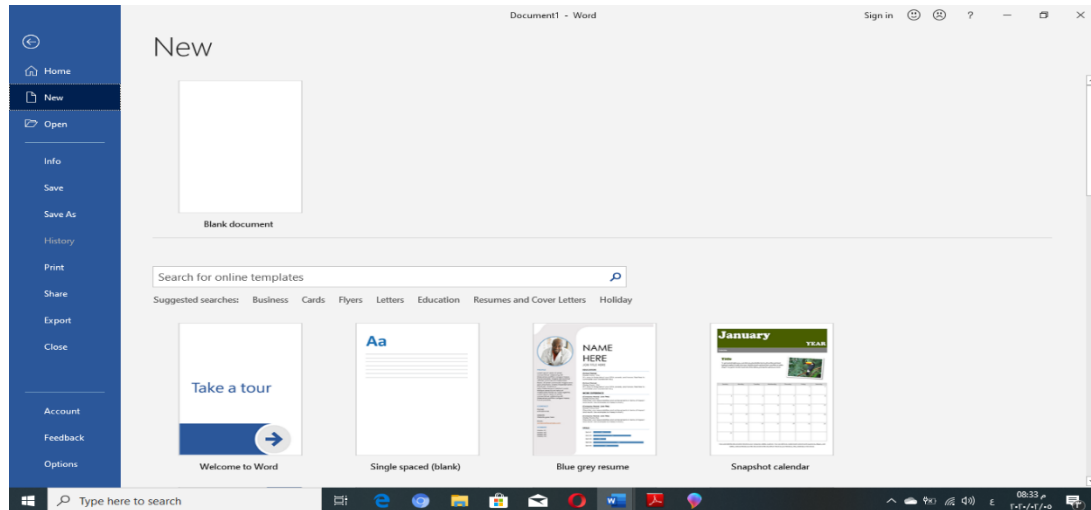 Document1 - Word
Sign in
?
New
Home
New
Open
Info
Save
Save As
History
Print
Share
Export
Close
Account
Feedback
Options
Blank document
Search for online templates
Suggested searches: Business Cards Flyers Letters Education Resumes and Cover Letters Holiday
Take a tour
Aa
NAME
HERE
January
YEAR
Title
Welcome to Word
Single spaced (blank)
Blue grey resume
Snapshot calendar
Type here to search
ع
08:33 م